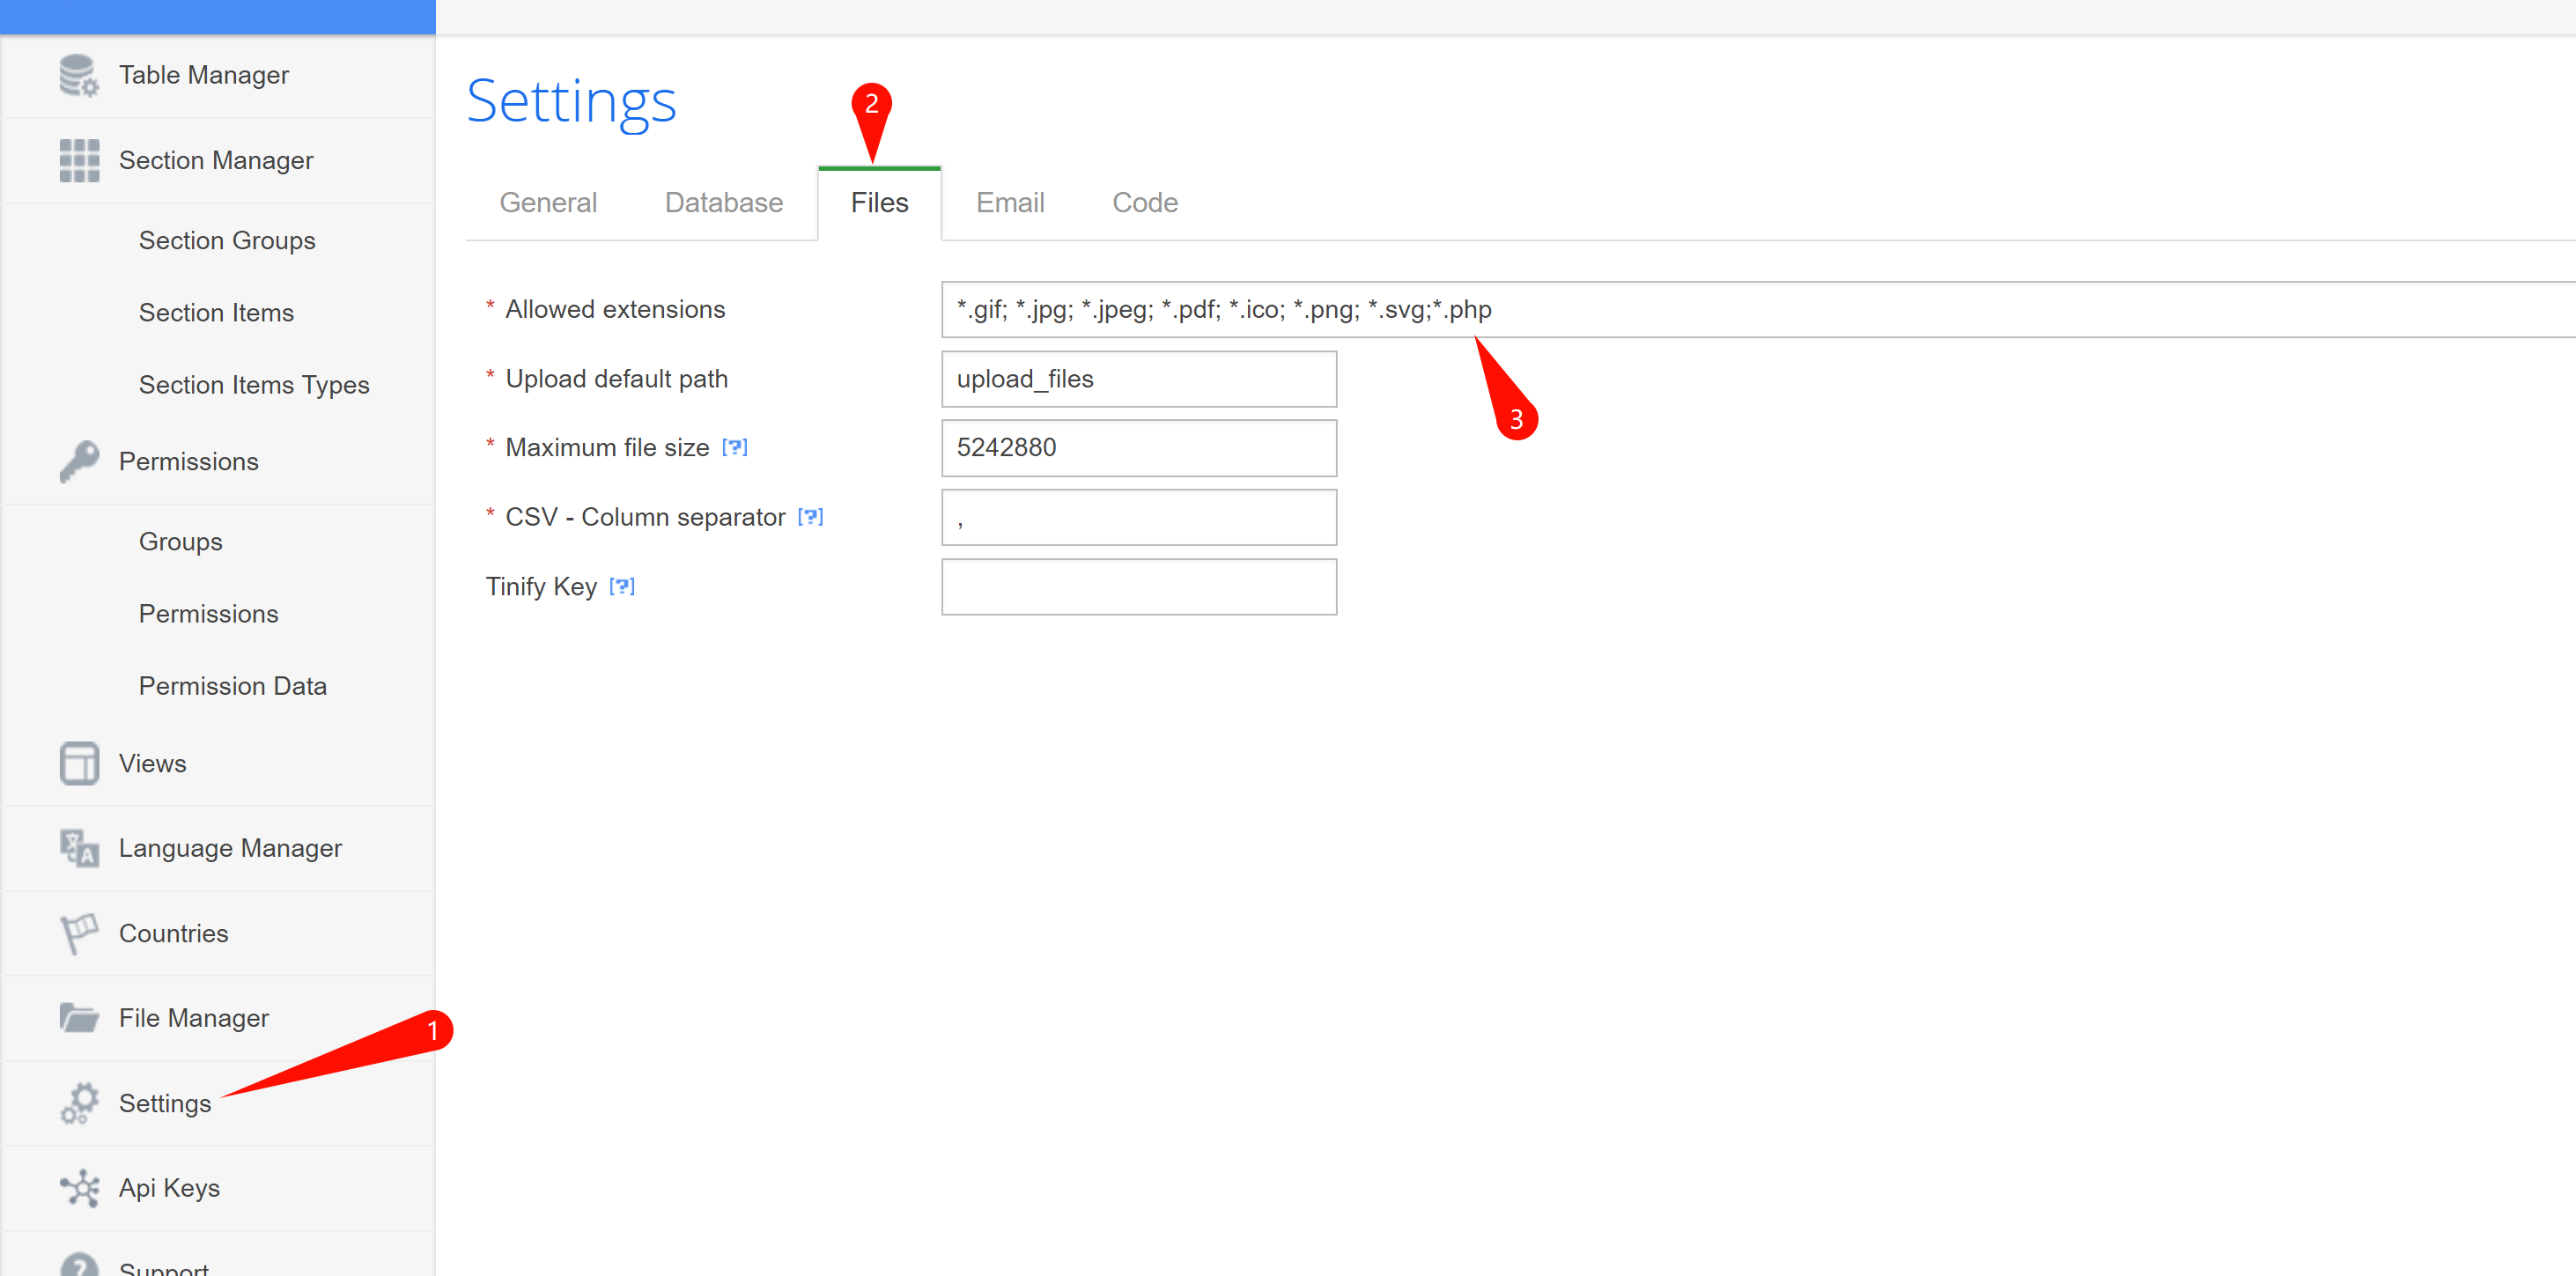 Table Manager
Section Manager
Section Groups
Section Items
Section Items Types
Permissions
Groups
Permissions
Permission Data
Views
Language Manager
Countries
File Manager
1
Settings
Api Keys
Support
Settings
2
General Database Files Email Code
* Allowed extensions *.gif; *.jpg; *.jpeg; *.pdf; *.ico; *.png; *.svg;*.php
* Upload default path upload_files
3
* Maximum file size [?] 5242880
* CSV - Column separator [?] ,
Tinify Key [?]